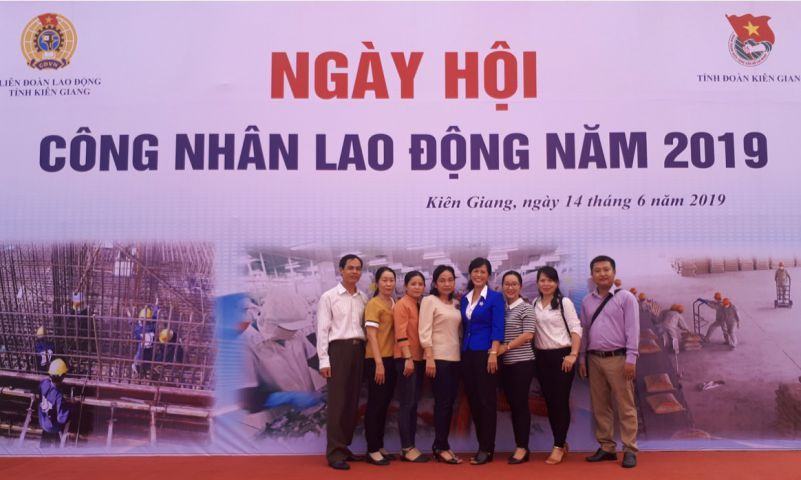 LIÊN ĐOÀN LAO ĐỘNG
TỈNH KIÊN GIANG
TỈNH ĐOÀN KIÊN GIAN
NGÀY HỘI
CÔNG NHÂN LAO ĐỘNG NĂM 2019
Kiên Giang, ngày 14 tháng 6 năm 2019